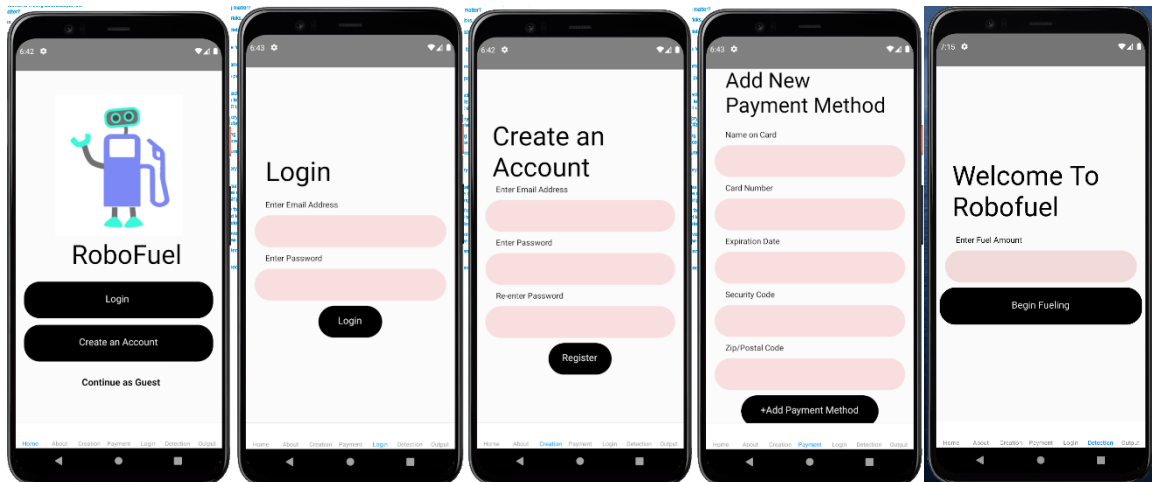 6:42
RoboFuel
Login
Create an Account
Continue as Guest
Home About Creation Payment Login Detection Output
6:43
Login
Enter Email Address
Enter Password
Login
Home About Creation Payment Login Detection Output
6:42
Create an
Account
Enter Email Address
Enter Password
Re-enter Password
Register
Home About Creation Payment Login Detection Output
6:43
Add New
Payment Method
Name on Card
Card Number
Expiration Date
Security Code
Zip/Postal Code
+Add Payment Method
Home About Creation Payment Login Detection Output
7:15
Welcome To
Robofuel
Enter Fuel Amount
Begin Fueling
Home About Creation Payment Login Detection Output